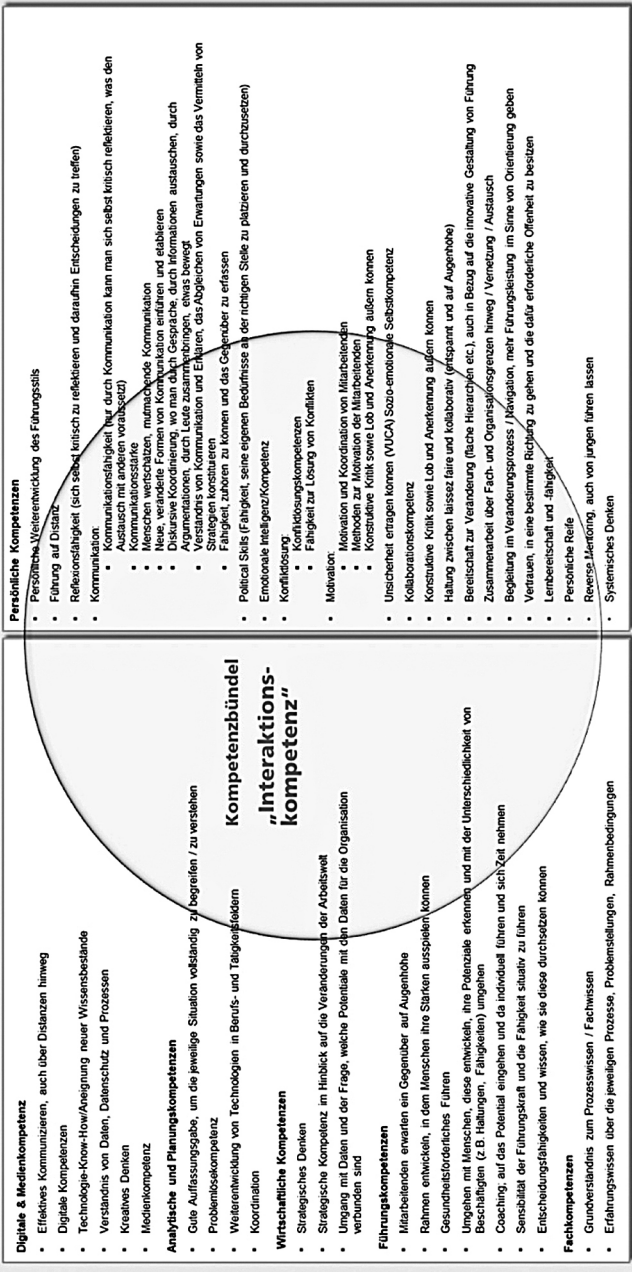 Digitale & Medienkompetenz
• Effektives Kommunizieren, auch über Distanzen hinweg
• Digitale Kompetenzen
• Technologie-Know-How/Aneignung neuer Wissensbestände
• Verständnis von Daten, Datenschutz und Prozessen
• Kreatives Denken
• Medienkompetenz
Analytische und Planungskompetenzen
• Gute Auffassungsgabe, um die jeweilige Situation vollständig zu begreifen / zu verstehen
• Problemlösekompetenz
• Weiterentwicklung von Technologien in Berufs- und Tätigkeitsfeldern
• Koordination
Wirtschaftliche Kompetenzen
• Strategisches Denken
• Strategische Kompetenz im Hinblick auf die Veränderungen der Arbeitswelt
• Umgang mit Daten und der Frage, welche Potentiale mit den Daten für die Organisation
verbunden sind
Führungskompetenzen
• Mitarbeitenden erwarten ein Gegenüber auf Augenhöhe
• Rahmen entwickeln, in dem Menschen ihre Stärken ausspielen können
• Gesundheitsförderliches Führen
• Umgehen mit Menschen, diese entwickeln, ihre Potenziale erkennen und mit der Unterschiedlichkeit von
Beschäftigten (z.B. Haltungen, Fähigkeiten) umgehen
• Coaching, auf das Potential eingehen und da individuell führen und sich Zeit nehmen
• Sensibilität der Führungskraft und die Fähigkeit situativ zu führen
• Entscheidungsfähigkeiten und wissen, wie sie diese durchsetzen können
Fachkompetenzen
• Grundverständnis zum Prozesswissen / Fachwissen
• Erfahrungswissen über die jeweiligen Prozesse, Problemstellungen, Rahmenbedingungen
Kompetenzbündel
„Interaktions-
kompetenz“
Persönliche Kompetenzen
• Persönliche Weiterentwicklung des Führungsstils
• Führung auf Distanz
• Reflexionsfähigkeit (sich selbst kritisch zu reflektieren und daraufhin Entscheidungen zu treffen)
• Kommunikation:
• Kommunikationsfähigkeit (nur durch Kommunikation kann man sich selbst kritisch reflektieren, was den
Austausch mit anderen voraussetzt)
• Kommunikationsstärke
• Menschen wertschätzen, mutmachende Kommunikation
• Neue, veränderte Formen von Kommunikation einführen und etablieren
• Diskursive Koordinierung, wo man durch Gespräche, durch Informationen austauschen, durch
Argumentationen, durch Leute zusammenbringen, etwas bewegt
• Verständnis von Kommunikation und Erklären, das Abgleichen von Erwartungen sowie das Vermitteln von
Strategien konstituieren
• Fähigkeit, zuhören zu können und das Gegenüber zu erfassen
• Political Skills (Fähigkeit, seine eigenen Bedürfnisse an der richtigen Stelle zu platzieren und durchzusetzen)
• Emotionale Intelligenz/Kompetenz
• Konfliktlösung:
• Konfliktlösungskompetenzen
• Fähigkeit zur Lösung von Konflikten
• Motivation:
• Motivation und Koordination von Mitarbeitenden
• Methoden zur Motivation der Mitarbeitenden
• Konstruktive Kritik sowie Lob und Anerkennung äußern können
• Unsicherheit ertragen können (VUCA) Sozio-emotionale Selbstkompetenz
• Kollaborationskompetenz
• Konstruktive Kritik sowie Lob und Anerkennung äußern können
• Haltung zwischen laissez faire und kollaborativ (entspannt und auf Augenhöhe)
• Bereitschaft zur Veränderung (flache Hierarchien etc.), auch in Bezug auf die innovative Gestaltung von Führung
• Zusammenarbeit über Fach- und Organisationsgrenzen hinweg / Vernetzung / Austausch
• Begleitung im Veränderungsprozess / Navigation, mehr Führungsleistung im Sinne von Orientierung geben
• Vertrauen, in eine bestimmte Richtung zu gehen und die dafür erforderliche Offenheit zu besitzen
• Lernbereitschaft und -fähigkeit
• Persönliche Reife
• Reverse Mentoring, auch von jungen führen lassen
• Systemisches Denken